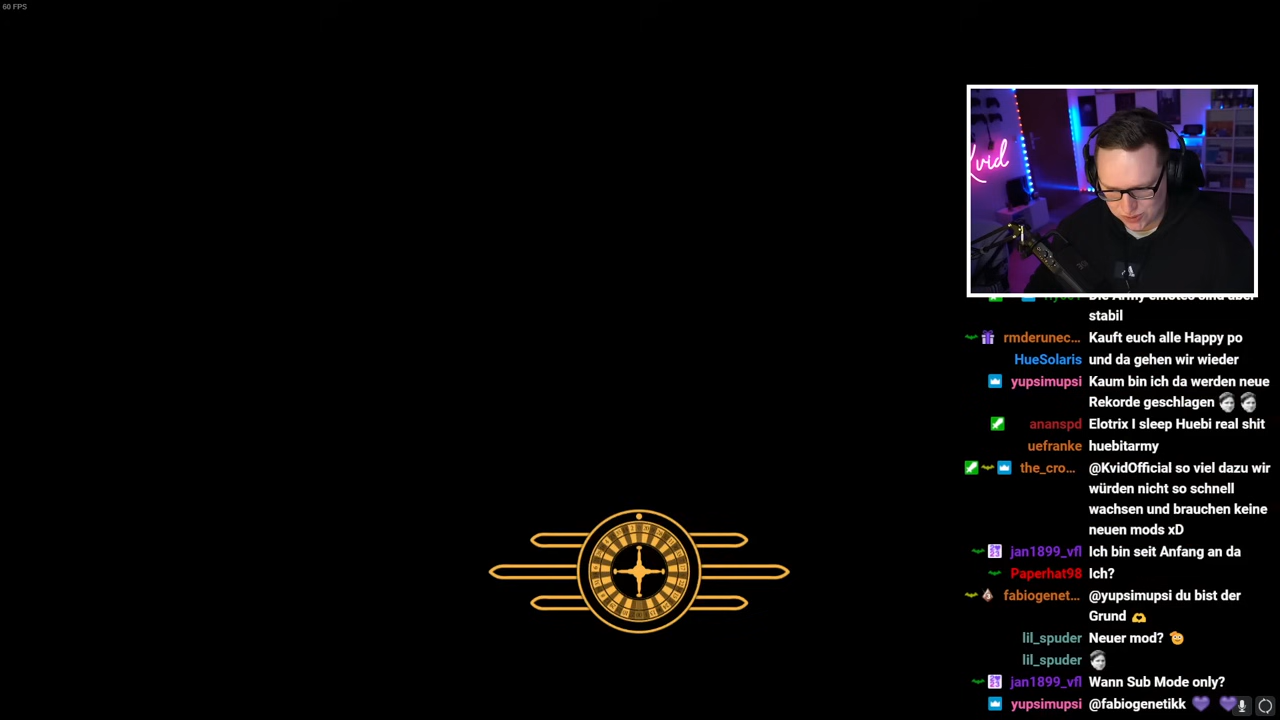 60 FPS
Kvid
stabil
rmderunec... Kauft euch alle Happy po
HueSolaris und da gehen wir wieder
yupsimupsi Kaum bin ich da werden neue
Rekorde geschlagen
ananspd Elotrix I sleep Huebi real shit
uefranke huebitarmy
the_cro... @KvidOfficial so viel dazu wir
würden nicht so schnell
wachsen und brauchen keine
neuen mods xD
jan1899_vfl Ich bin seit Anfang an da
Paperhat98 Ich?
fabiogenet... @yupsimupsi du bist der
Grund
lil_spuder Neuer mod?
lil_spuder
jan1899_vfl Wann Sub Mode only?
yupsimupsi @fabiogenetikk